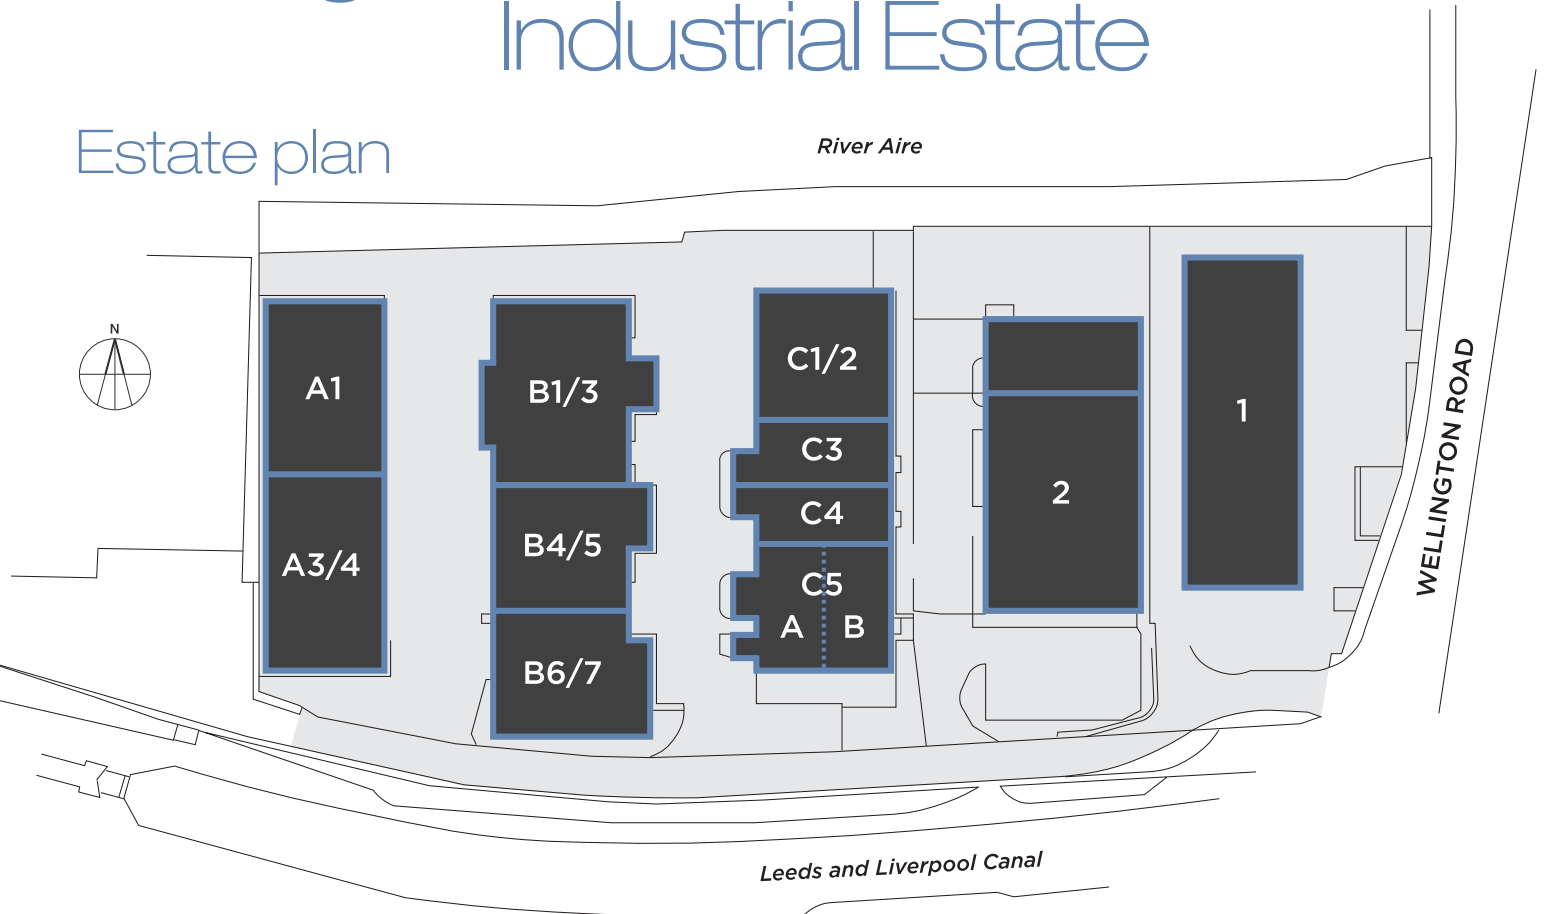 Industrial Estate
Estate plan
River Aire
N
A1
A3/4
B1/3
B4/5
B6/7
C1/2
C3
C4
C5
A B
2
1
WELLINGTON ROAD
Leeds and Liverpool Canal